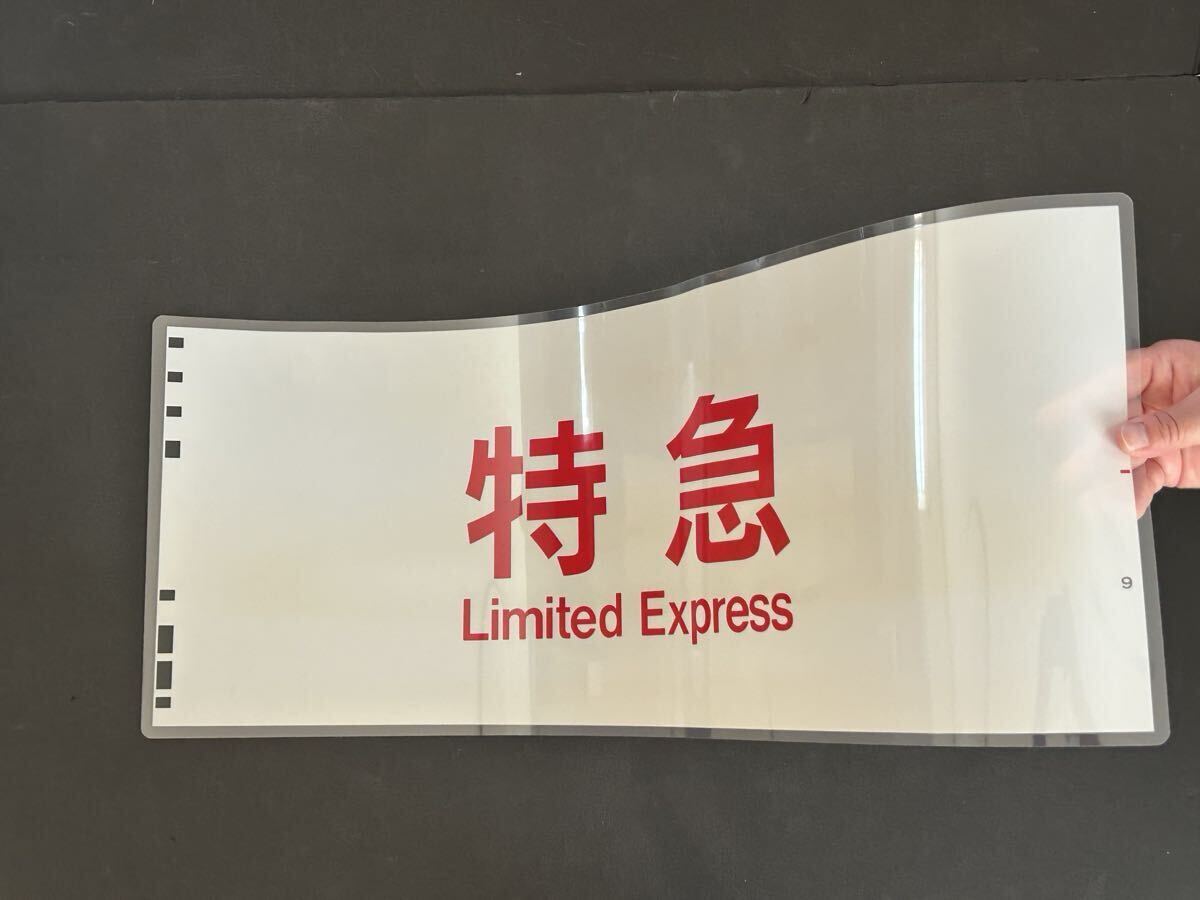 特急
Limited Express
9